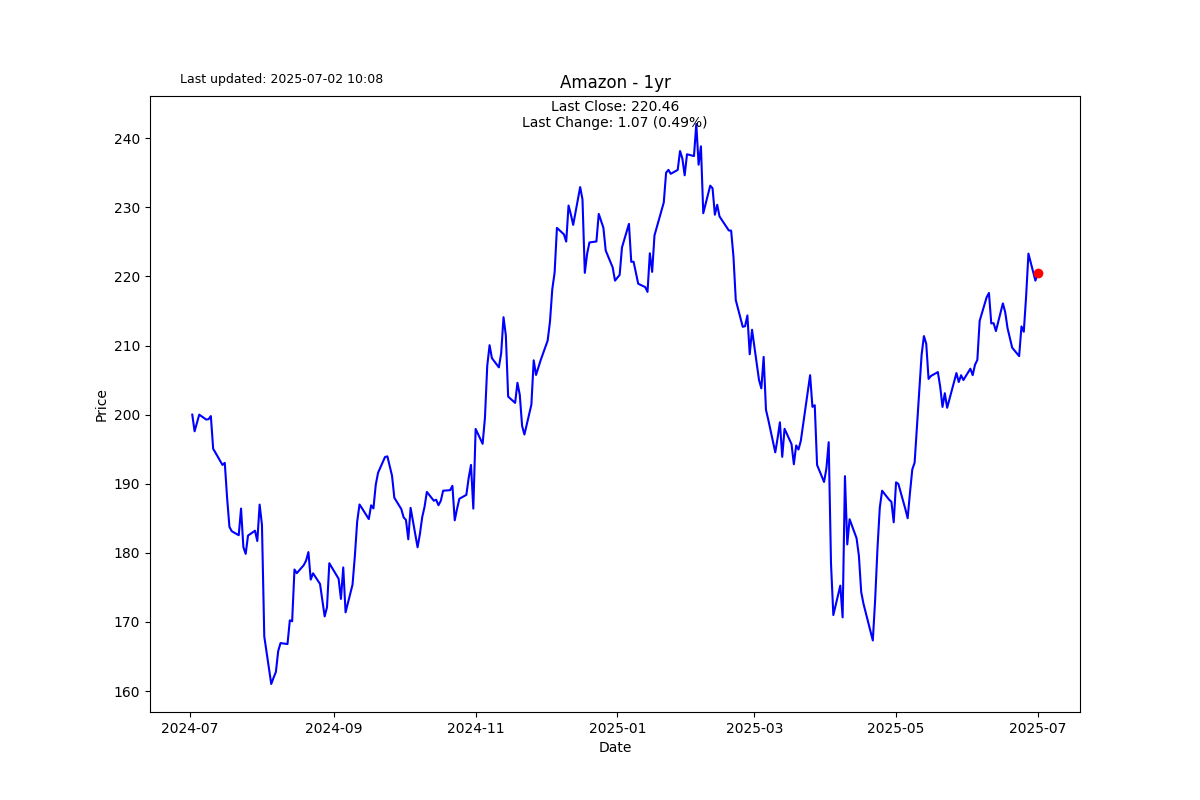 Last updated: 2025-07-02 10:08
Amazon - 1yr
Last Close: 220.46
Last Change: 1.07 (0.49%)
240
230
220
210
200
190
180
170
160
Price
2024-07
2024-09
2024-11
2025-01
2025-03
2025-05
2025-07
Date